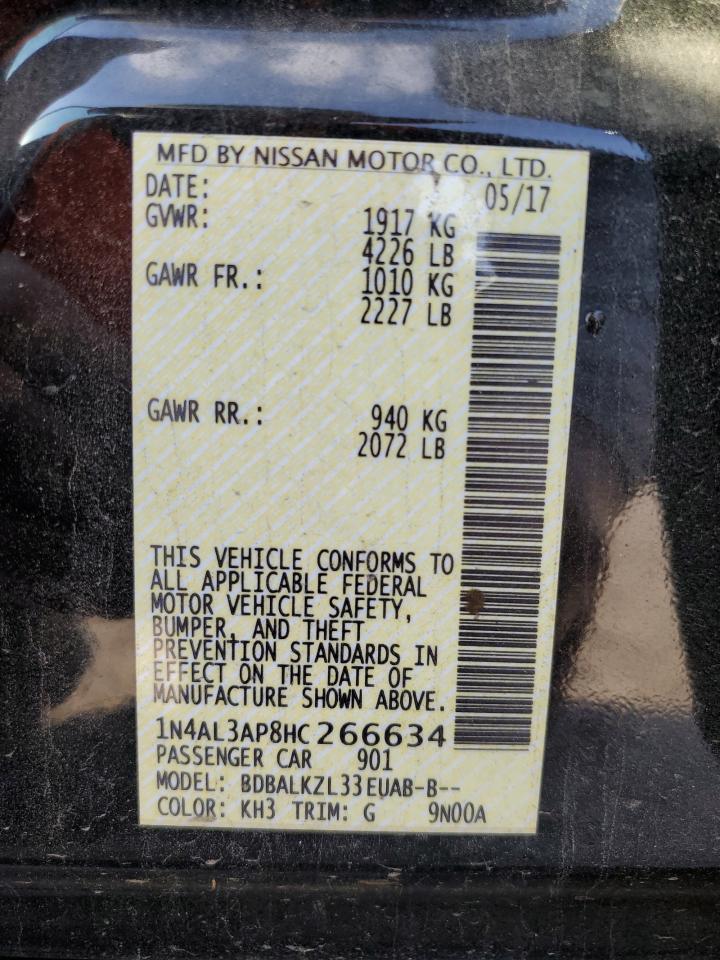 MFD BY NISSAN MOTOR CO., LTD.
DATE: 05/17
GVWR: 1917 KG
4226 LB
GAWR FR.: 1010 KG
2227 LB
GAWR RR.: 940 KG
2072 LB
THIS VEHICLE CONFORMS TO
ALL APPLICABLE FEDERAL
MOTOR VEHICLE SAFETY,
BUMPER, AND THEFT
PREVENTION STANDARDS IN
EFFECT ON THE DATE OF
MANUFACTURE SHOWN ABOVE.
1N4AL3AP8HC266634
PASSENGER CAR 901
MODEL: BDBALKZL33EUAB-B--
COLOR: KH3 TRIM: G 9N00A